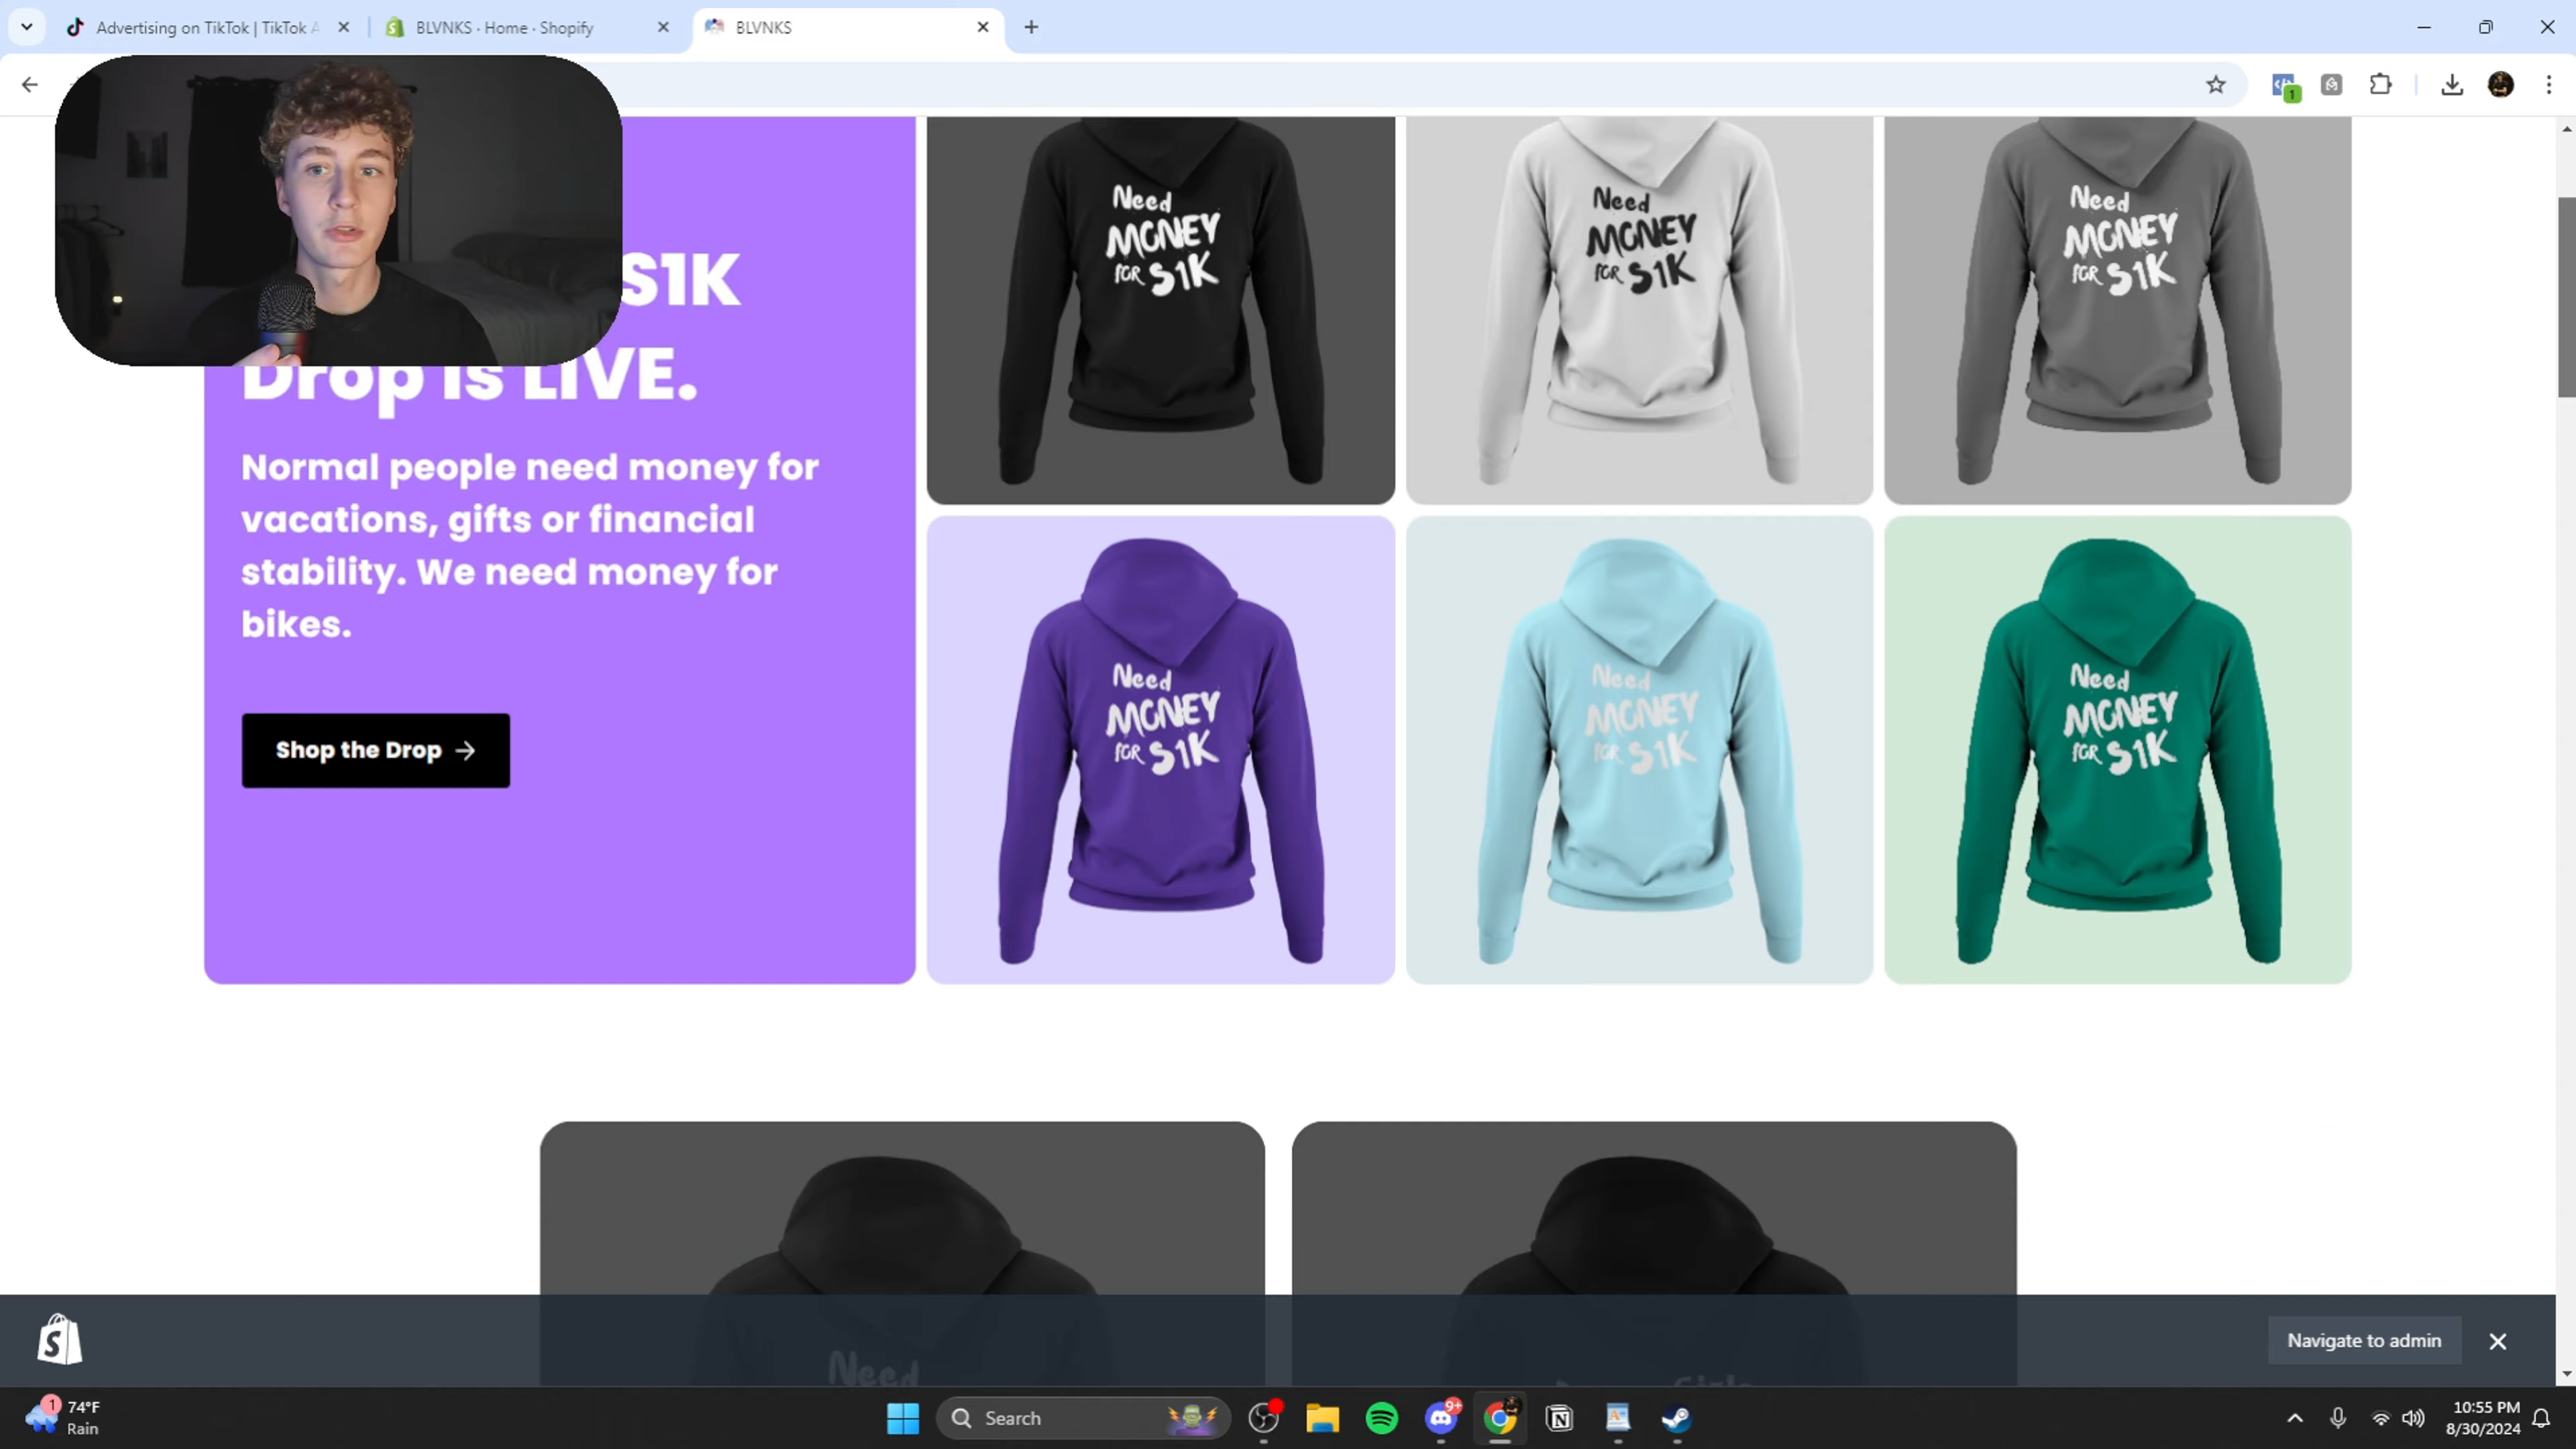 Advertising on TikTok | TikTok A
BLVNKS · Home · Shopify
BLVNKS
1
S1K
Drop is LIVE.
Normal people need money for
vacations, gifts or financial
stability. We need money for
bikes.
Shop the Drop →
Need
MONEY
FOR S1K
Need
MONEY
FOR S1K
Need
MONEY
FOR S1K
Need
MONEY
FOR S1K
Need
MONEY
FOR S1K
Need
MONEY
FOR S1K
Need
Navigate to admin
1
74°F
Rain
Search
9+
10:55 PM
8/30/2024